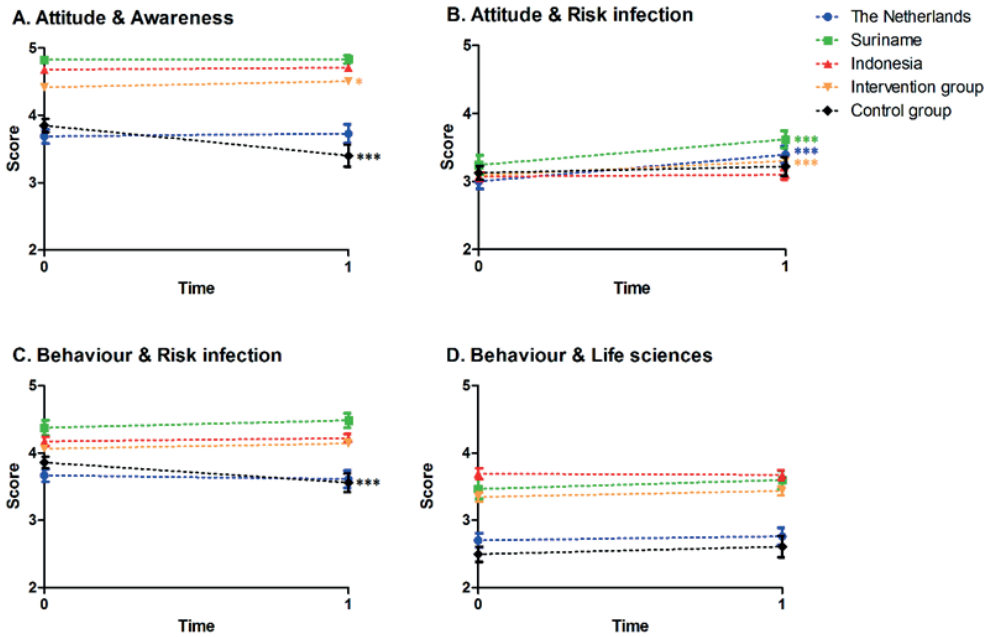 A. Attitude & Awareness
5
4
3
2
Score
0
1
Time
*
***
B. Attitude & Risk infection
5
4
3
2
Score
0
1
Time
***
***
***
The Netherlands
Suriname
Indonesia
Intervention group
Control group
C. Behaviour & Risk infection
5
4
3
2
Score
0
1
Time
***
D. Behaviour & Life sciences
5
4
3
2
Score
0
1
Time